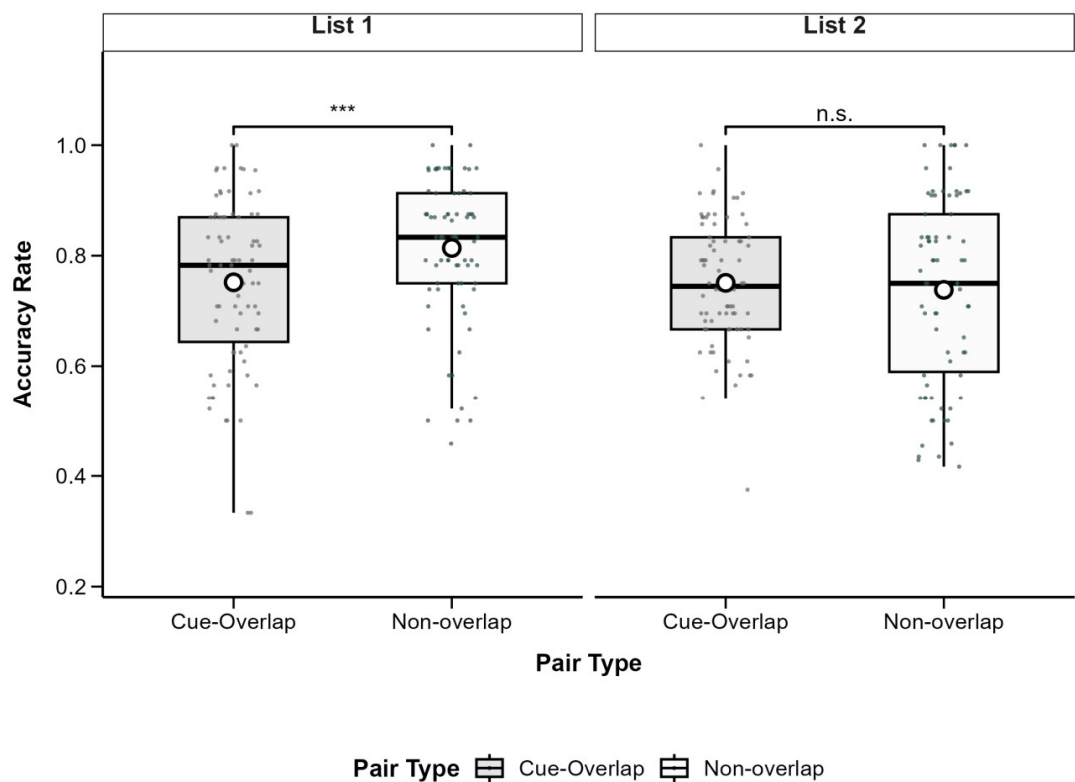 List 1 List 2
*** n.s.
1.0
0.8
0.6
0.4
0.2
Accuracy Rate
Cue-Overlap Non-overlap Cue-Overlap Non-overlap
Pair Type
Pair Type Cue-Overlap Non-overlap